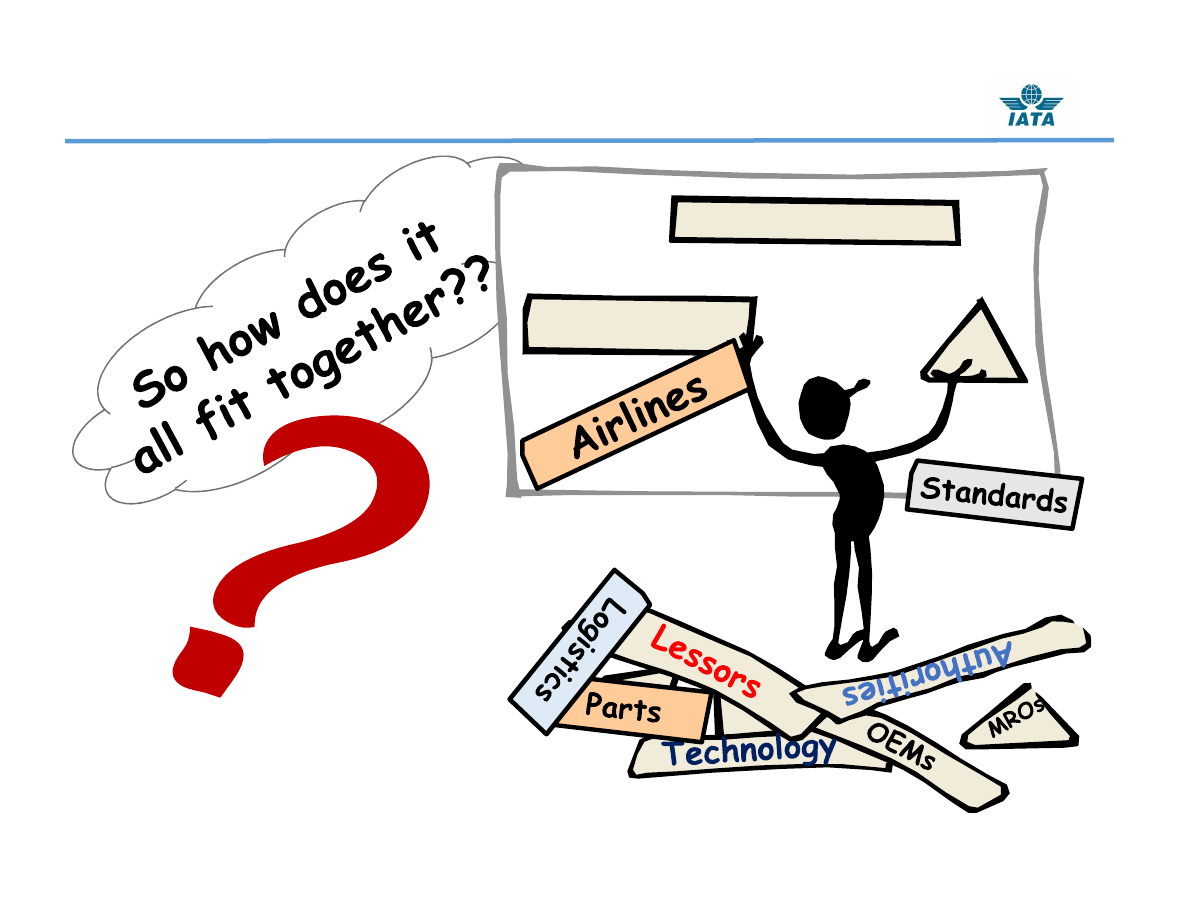 IATA
So how does it
all fit together??
Airlines
Standards
Logistics
Lessors
Authorities
Parts
MROs
OEMs
Technology